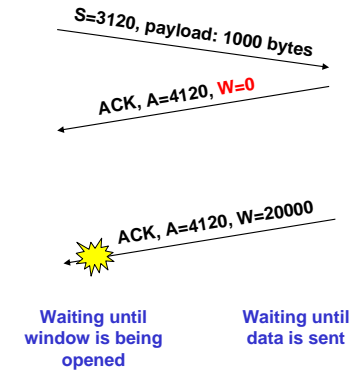 S=3120, payload: 1000 bytes
ACK, A=4120, W=0
ACK, A=4120, W=20000
Waiting until
window is being
opened
Waiting until
data is sent